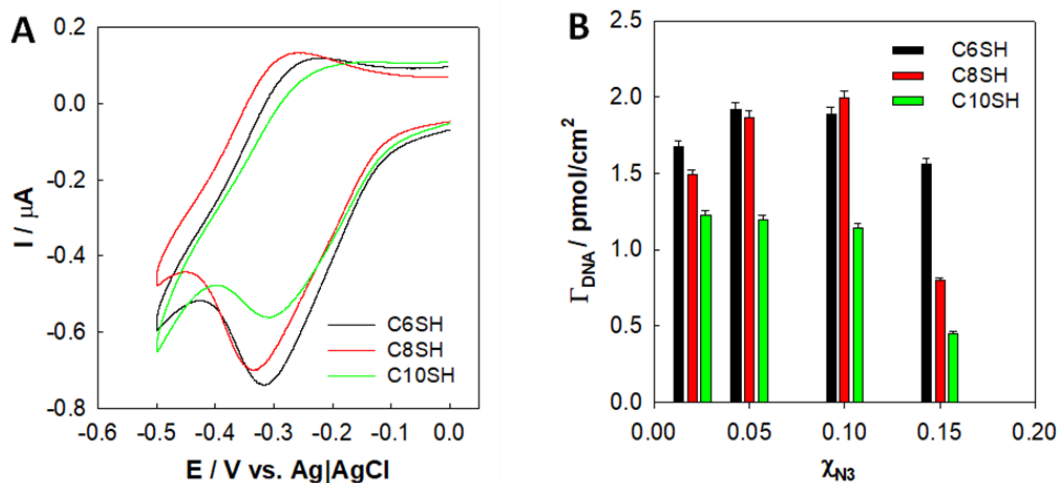 A
0.2
0.0
-0.2
-0.4
-0.6
-0.8
I / μA
-0.6 -0.5 -0.4 -0.3 -0.2 -0.1 0.0
E / V vs. Ag|AgCl
C6SH
C8SH
C10SH
B
2.5
2.0
1.5
1.0
0.5
0.0
Γ_DNA / pmol/cm²
0.00 0.05 0.10 0.15 0.20
χ_N3
C6SH
C8SH
C10SH